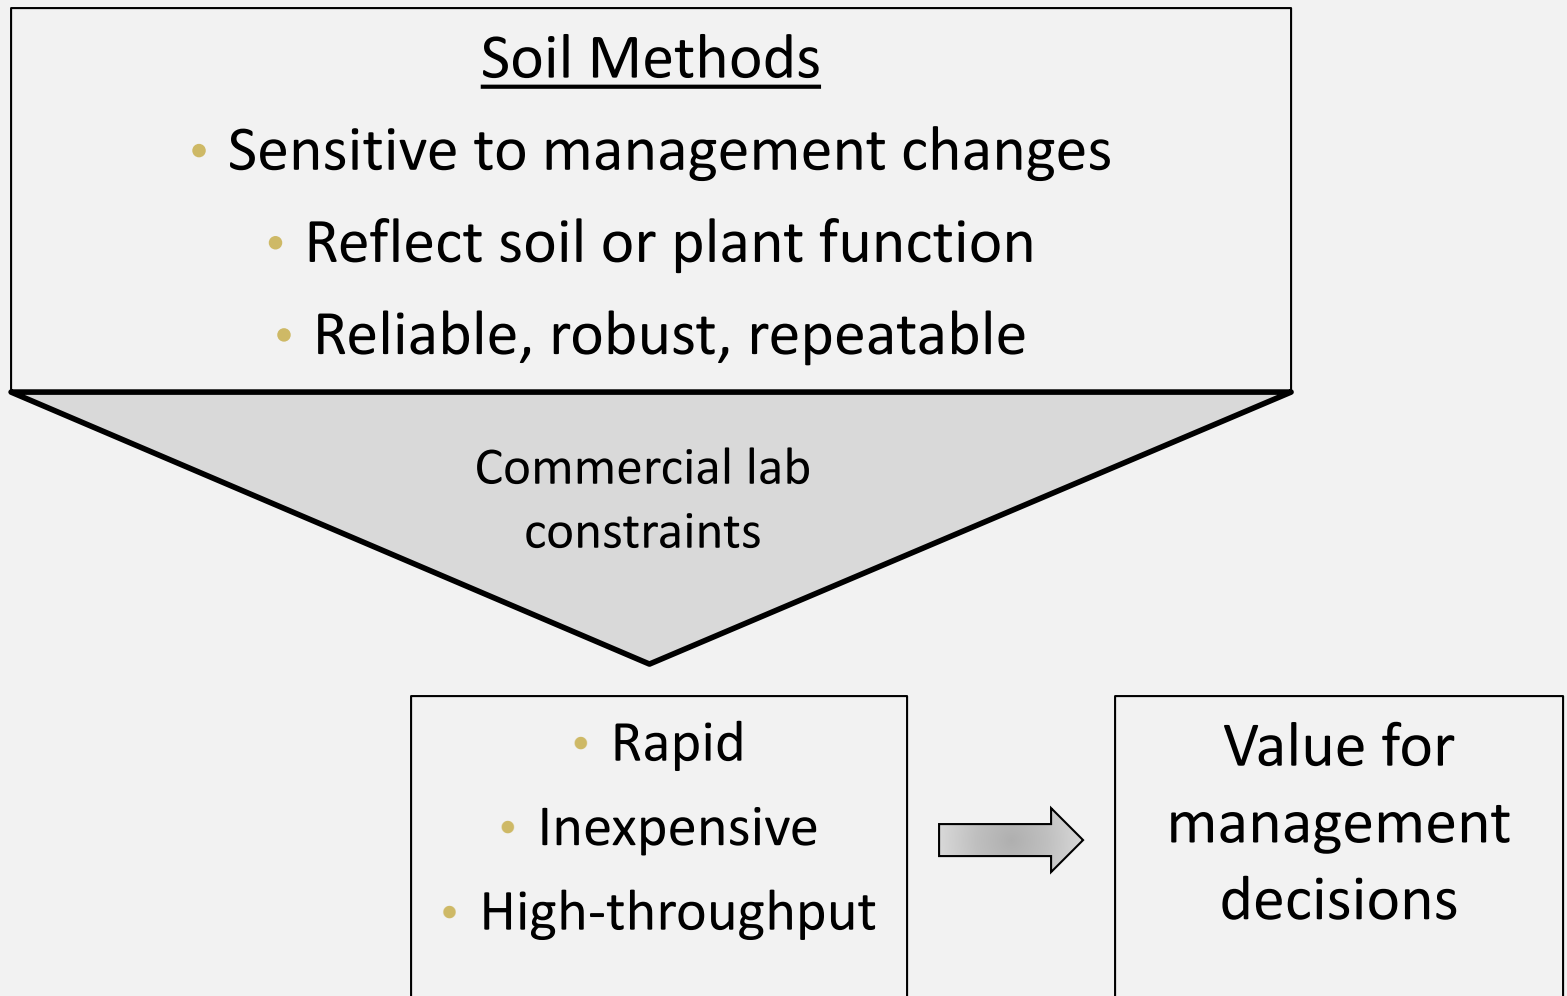 Soil Methods
• Sensitive to management changes
• Reflect soil or plant function
• Reliable, robust, repeatable
Commercial lab
constraints
• Rapid
• Inexpensive
• High-throughput
Value for
management
decisions